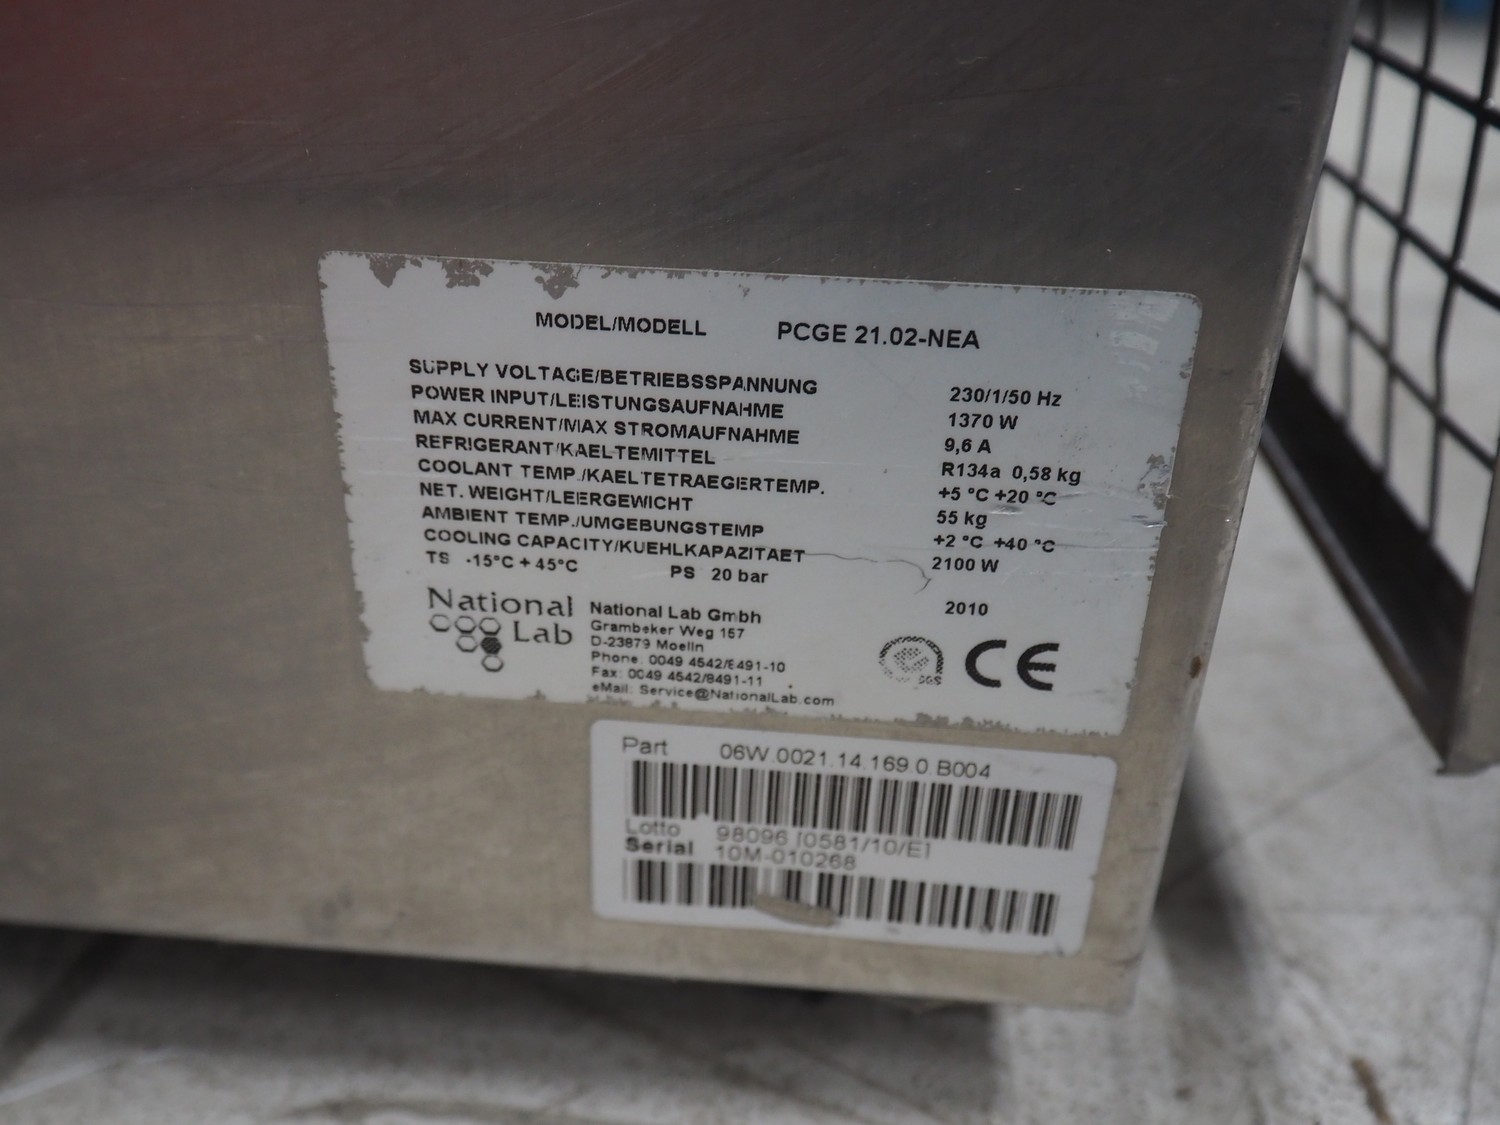 MODEL/MODELL PCGE 21.02-NEA
SUPPLY VOLTAGE/BETRIEBSSPANNUNG 230/1/50 Hz
POWER INPUT/LEISTUNGSAUFNAHME 1370 W
MAX CURRENT/MAX STROMAUFNAHME 9,6 A
REFRIGERANT/KAELTEMITTEL R134a 0,58 kg
COOLANT TEMP./KAELTETRAEGERTEMP. +5 °C +20 °C
NET. WEIGHT/LEERGEWICHT 55 kg
AMBIENT TEMP./UMGEBUNGSTEMP +2 °C +40 °C
COOLING CAPACITY/KUEHLKAPAZITAET 2100 W
TS -15°C + 45°C PS 20 bar
National Lab
National Lab Gmbh 2010
Grambeker Weg 157
D-23879 Moelln
Phone: 0049 4542/8491-10
Fax: 0049 4542/8491-11
eMail: Service@NationalLab.com
SGS
CE
Part 06W.0021.14.169.0.B004
Lotto 98096 [0581/10/E]
Serial 10M-010268